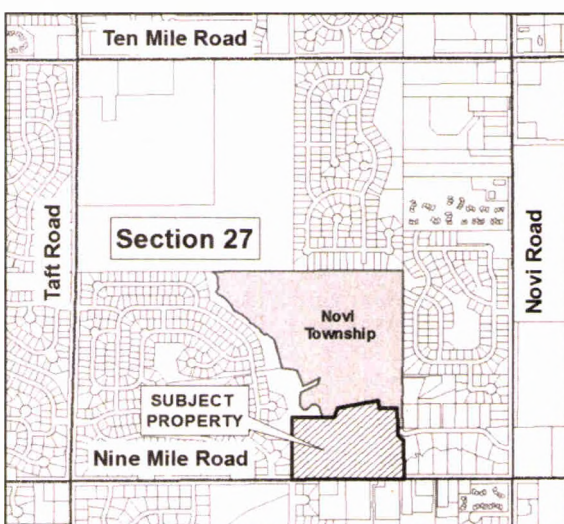 Ten Mile Road
Taft Road
Section 27
Novi Road
Novi
Township
SUBJECT
PROPERTY
Nine Mile Road